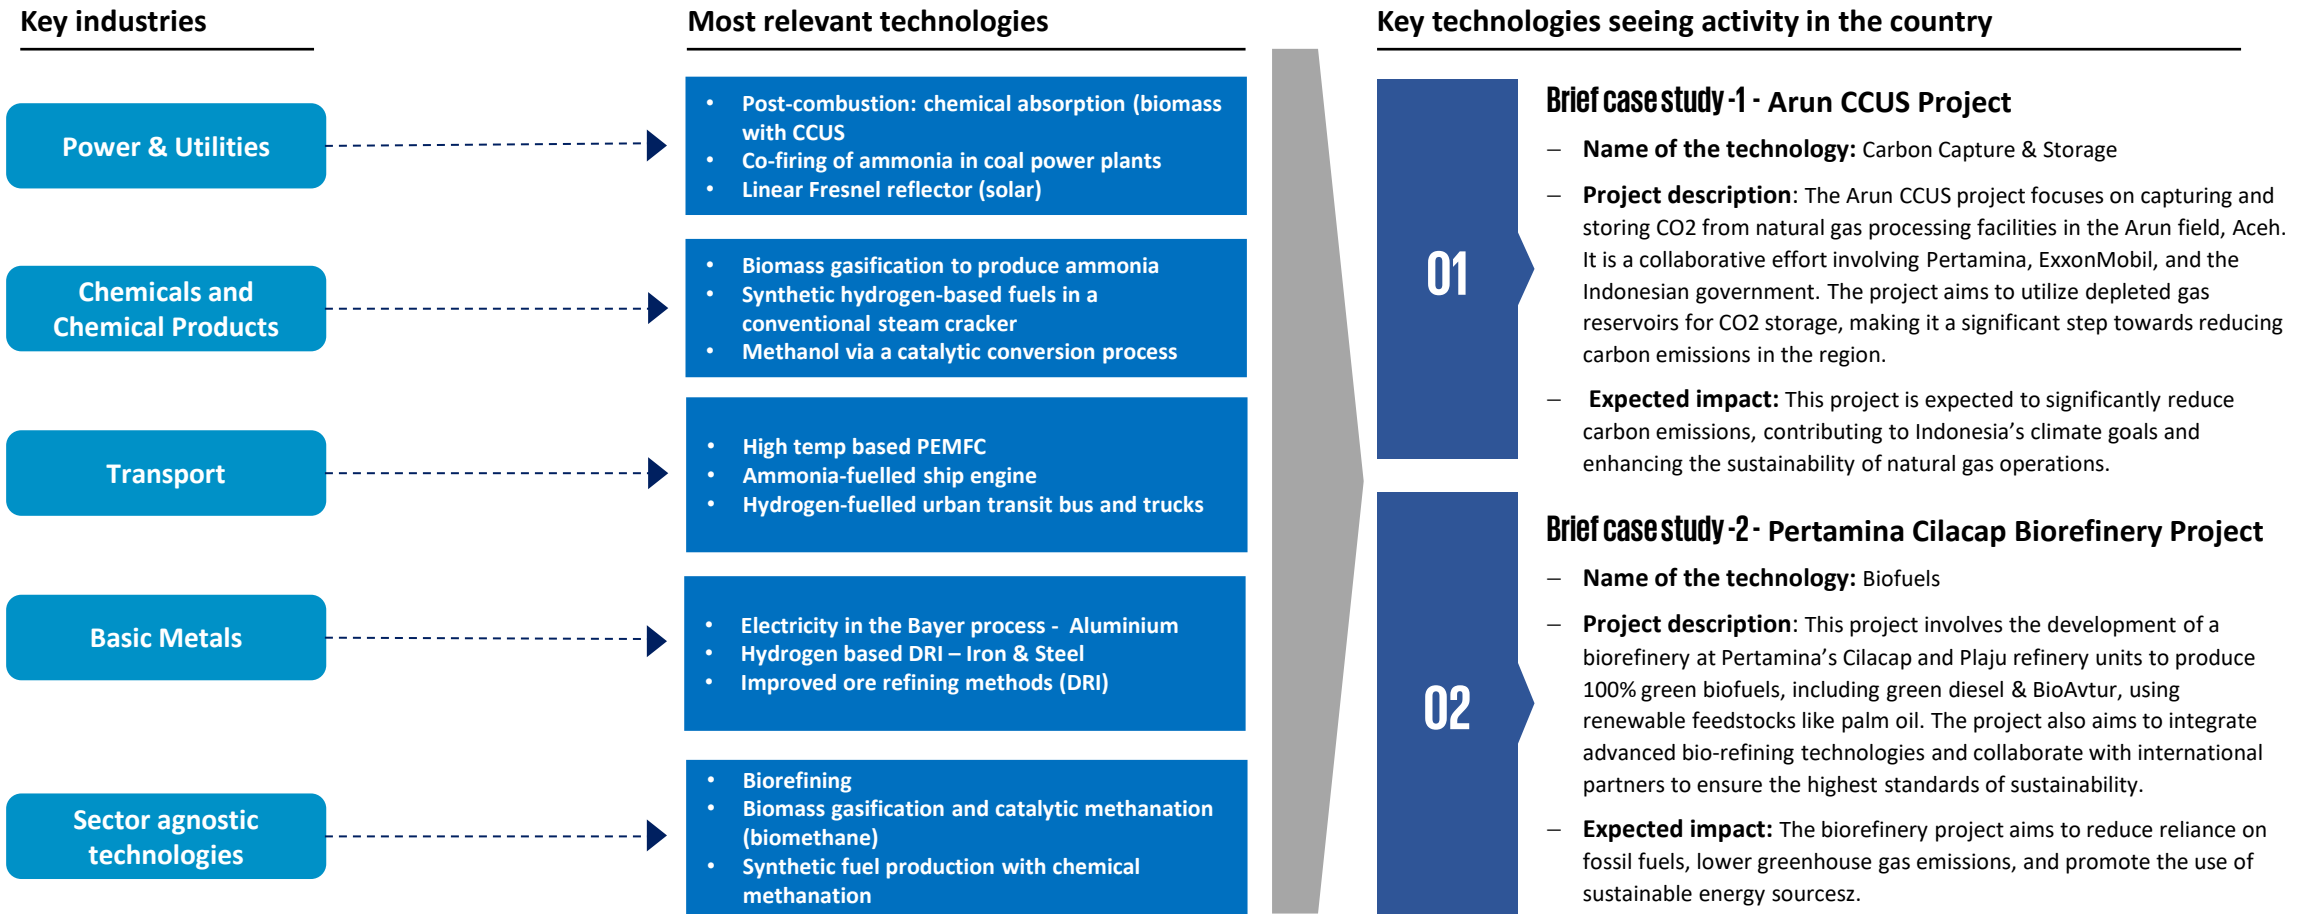 Key industries
Power & Utilities
Chemicals and
Chemical Products
Transport
Basic Metals
Sector agnostic
technologies
Most relevant technologies
• Post-combustion: chemical absorption (biomass
with CCUS
• Co-firing of ammonia in coal power plants
• Linear Fresnel reflector (solar)
• Biomass gasification to produce ammonia
• Synthetic hydrogen-based fuels in a
conventional steam cracker
• Methanol via a catalytic conversion process
• High temp based PEMFC
• Ammonia-fuelled ship engine
• Hydrogen-fuelled urban transit bus and trucks
• Electricity in the Bayer process - Aluminium
• Hydrogen based DRI – Iron & Steel
• Improved ore refining methods (DRI)
• Biorefining
• Biomass gasification and catalytic methanation
(biomethane)
• Synthetic fuel production with chemical
methanation
Key technologies seeing activity in the country
01
Brief case study -1 - Arun CCUS Project
– Name of the technology: Carbon Capture & Storage
– Project description: The Arun CCUS project focuses on capturing and
storing CO2 from natural gas processing facilities in the Arun field, Aceh.
It is a collaborative effort involving Pertamina, ExxonMobil, and the
Indonesian government. The project aims to utilize depleted gas
reservoirs for CO2 storage, making it a significant step towards reducing
carbon emissions in the region.
– Expected impact: This project is expected to significantly reduce
carbon emissions, contributing to Indonesia’s climate goals and
enhancing the sustainability of natural gas operations.
02
Brief case study -2 - Pertamina Cilacap Biorefinery Project
– Name of the technology: Biofuels
– Project description: This project involves the development of a
biorefinery at Pertamina’s Cilacap and Plaju refinery units to produce
100% green biofuels, including green diesel & BioAvtur, using
renewable feedstocks like palm oil. The project also aims to integrate
advanced bio-refining technologies and collaborate with international
partners to ensure the highest standards of sustainability.
– Expected impact: The biorefinery project aims to reduce reliance on
fossil fuels, lower greenhouse gas emissions, and promote the use of
sustainable energy sourcesz.